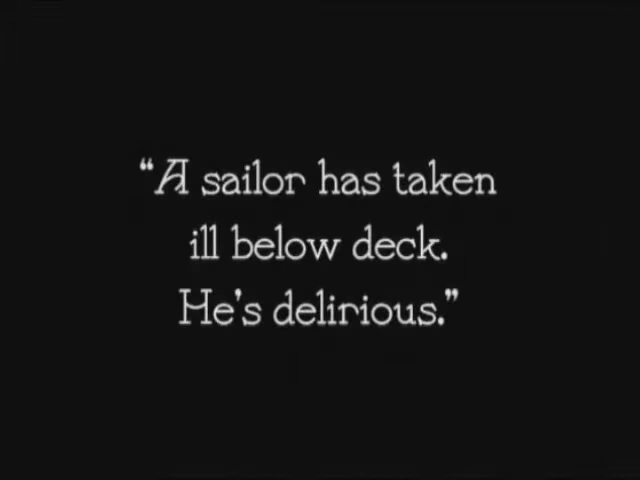 “A sailor has taken
ill below deck.
He’s delirious.”